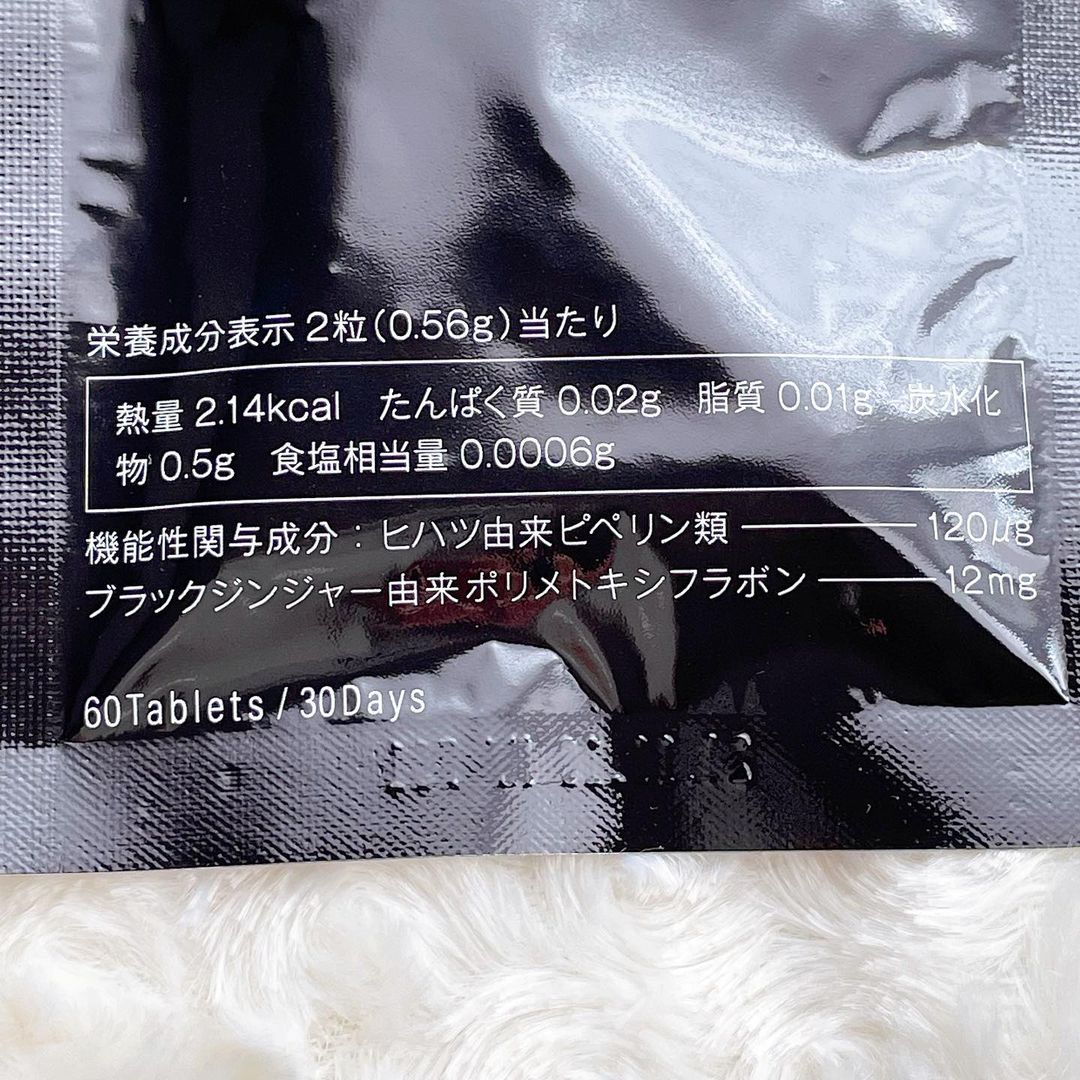 栄養成分表示 2粒(0.56g)当たり
熱量 2.14kcal たんぱく質 0.02g 脂質 0.01g 炭水化
物 0.5g 食塩相当量 0.0006g
機能性関与成分：ヒハツ由来ピペリン類 120μg
ブラックジンジャー由来ポリメトキシフラボン 12mg
60Tablets / 30Days